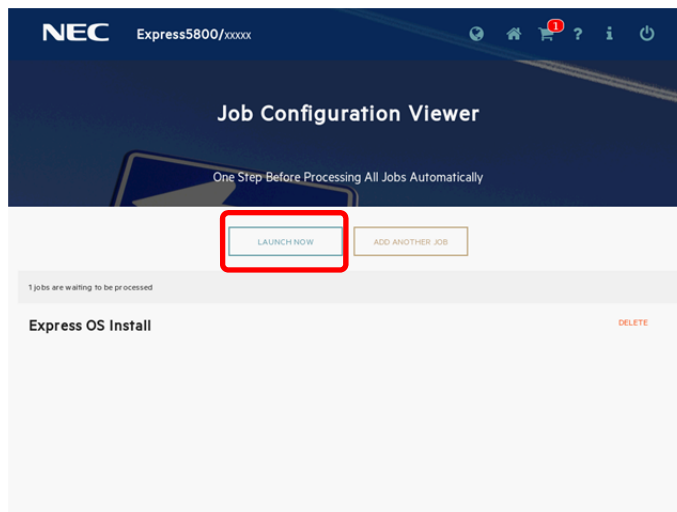 NEC Express5800/xxxxx 1 ? i
Job Configuration Viewer
One Step Before Processing All Jobs Automatically
LAUNCH NOW ADD ANOTHER JOB
1 jobs are waiting to be processed
Express OS Install DELETE